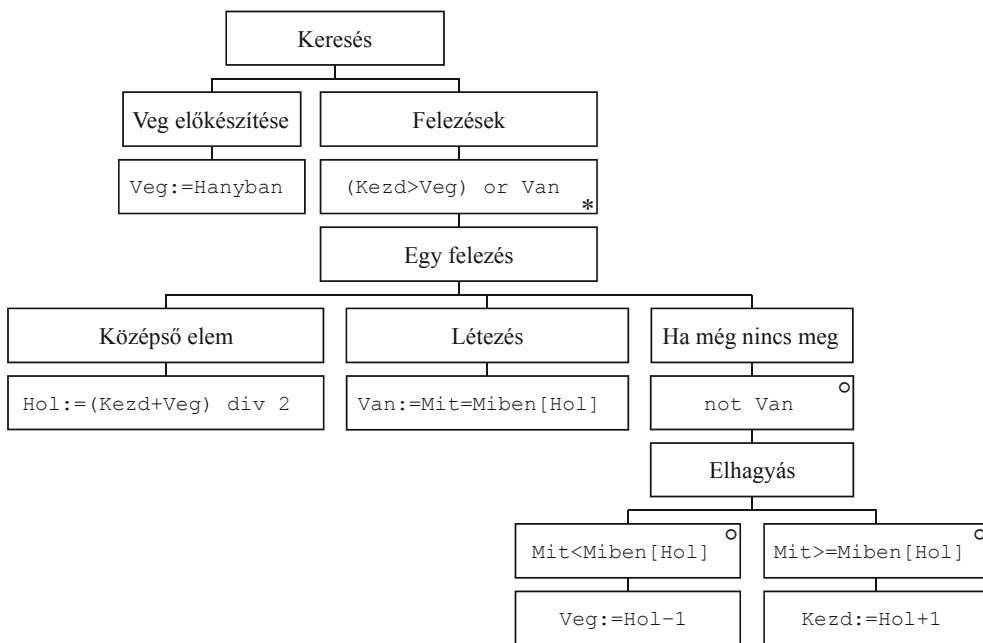 Keresés
Veg előkészítése
Felezések
Veg:=Hanyban
(Kezd>Veg) or Van
*
Egy felezés
Középső elem
Létezés
Ha még nincs meg
Hol:=(Kezd+Veg) div 2
Van:=Mit=Miben[Hol]
not Van
Elhagyás
Mit<Miben[Hol]
Mit>=Miben[Hol]
Veg:=Hol-1
Kezd:=Hol+1